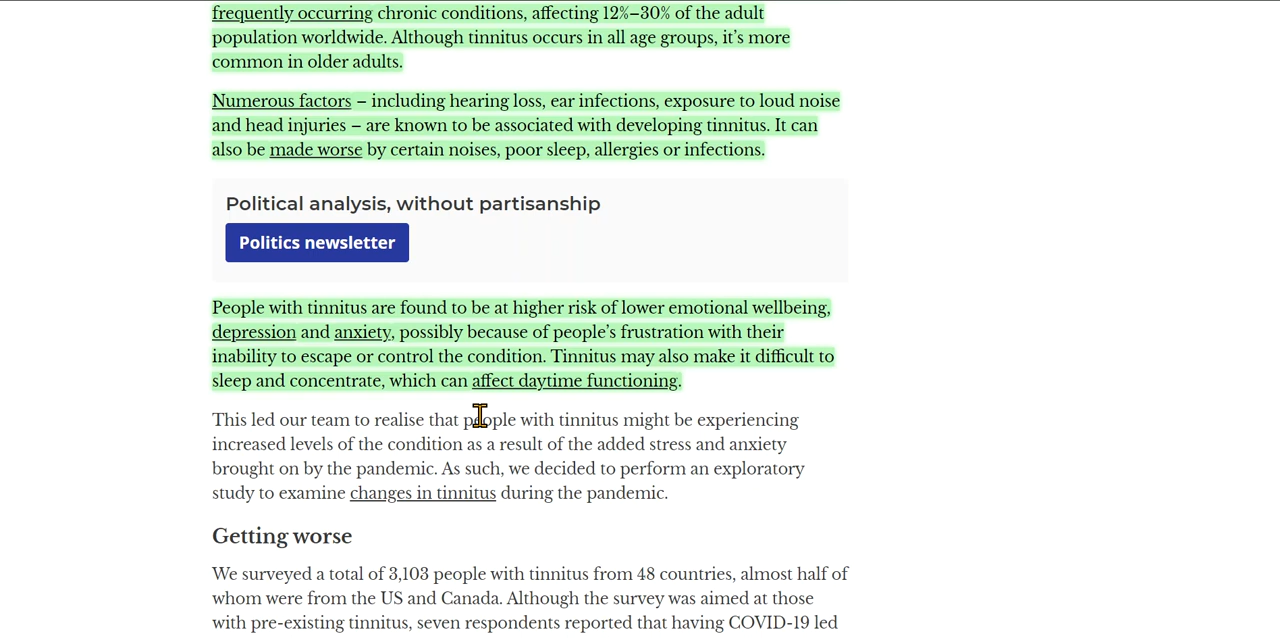 frequently occurring chronic conditions, affecting 12%–30% of the adult
population worldwide. Although tinnitus occurs in all age groups, it’s more
common in older adults.
Numerous factors – including hearing loss, ear infections, exposure to loud noise
and head injuries – are known to be associated with developing tinnitus. It can
also be made worse by certain noises, poor sleep, allergies or infections.
Political analysis, without partisanship
Politics newsletter
People with tinnitus are found to be at higher risk of lower emotional wellbeing,
depression and anxiety, possibly because of people’s frustration with their
inability to escape or control the condition. Tinnitus may also make it difficult to
sleep and concentrate, which can affect daytime functioning.
This led our team to realise that people with tinnitus might be experiencing
increased levels of the condition as a result of the added stress and anxiety
brought on by the pandemic. As such, we decided to perform an exploratory
study to examine changes in tinnitus during the pandemic.
Getting worse
We surveyed a total of 3,103 people with tinnitus from 48 countries, almost half of
whom were from the US and Canada. Although the survey was aimed at those
with pre-existing tinnitus, seven respondents reported that having COVID-19 led